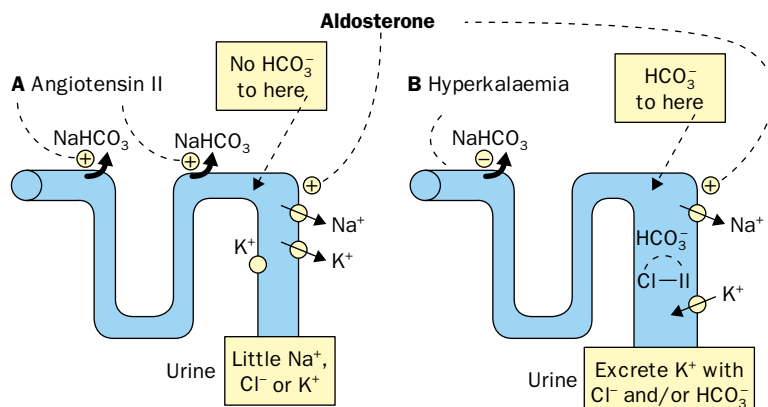 Aldosterone
A Angiotensin II
No HCO₃⁻
to here
NaHCO₃
NaHCO₃
+
+
+
Na⁺
K⁺
K⁺
Urine
Little Na⁺,
Cl⁻ or K⁺
B Hyperkalaemia
HCO₃⁻
to here
NaHCO₃
−
+
Na⁺
HCO₃⁻
Cl
K⁺
Urine
Excrete K⁺ with
Cl⁻ and/or HCO₃⁻